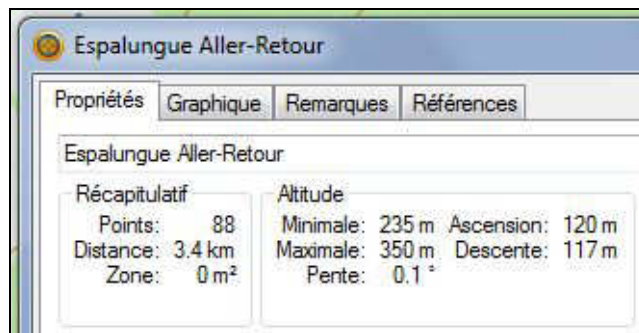 Espalungue Aller-Retour
Propriétés Graphique Remarques Références
Espalungue Aller-Retour
Récapitulatif Altitude
Points: 88 Minimale: 235 m Ascension: 120 m
Distance: 3.4 km Maximale: 350 m Descente: 117 m
Zone: 0 m² Pente: 0.1 °